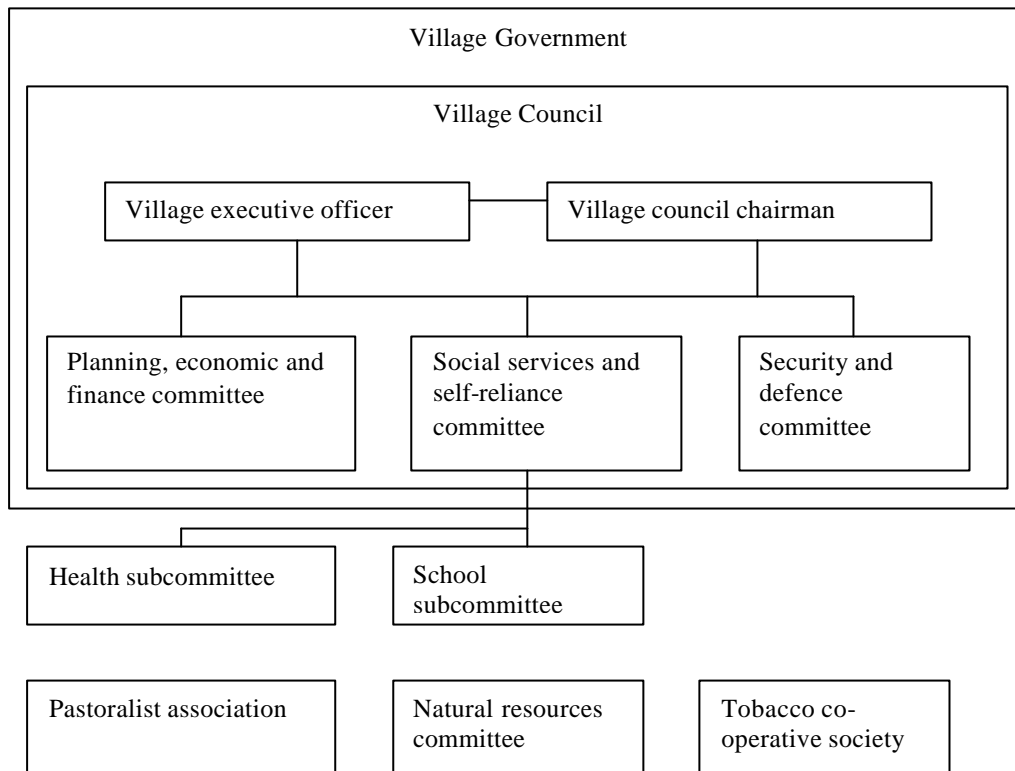 Village Government
Village Council
Village executive officer
Village council chairman
Planning, economic and
finance committee
Social services and
self-reliance
committee
Security and
defence
committee
Health subcommittee
School
subcommittee
Pastoralist association
Natural resources
committee
Tobacco co-
operative society